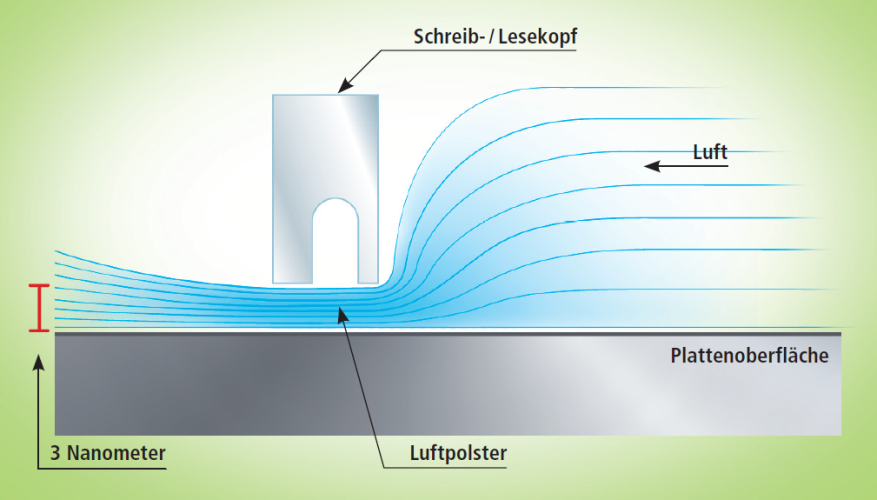 Schreib- / Lesekopf
Luft
Plattenoberfläche
3 Nanometer
Luftpolster